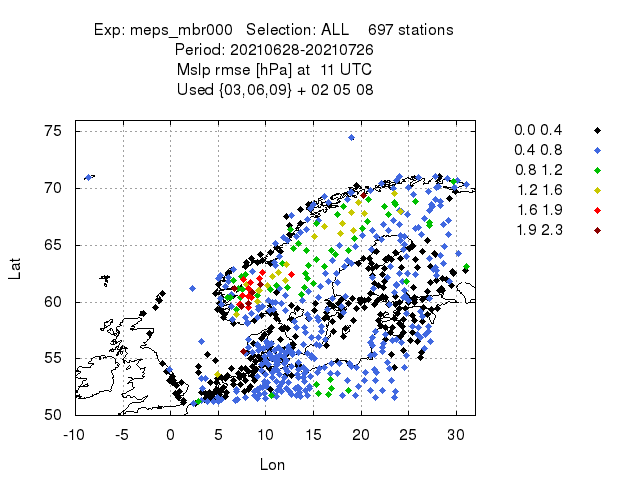 Exp: meps_mbr000 Selection: ALL 697 stations
Period: 20210628-20210726
Mslp rmse [hPa] at 11 UTC
Used {03,06,09} + 02 05 08
0.0 0.4
0.4 0.8
0.8 1.2
1.2 1.6
1.6 1.9
1.9 2.3
Lat
75
70
65
60
55
50
-10 -5 0 5 10 15 20 25 30
Lon